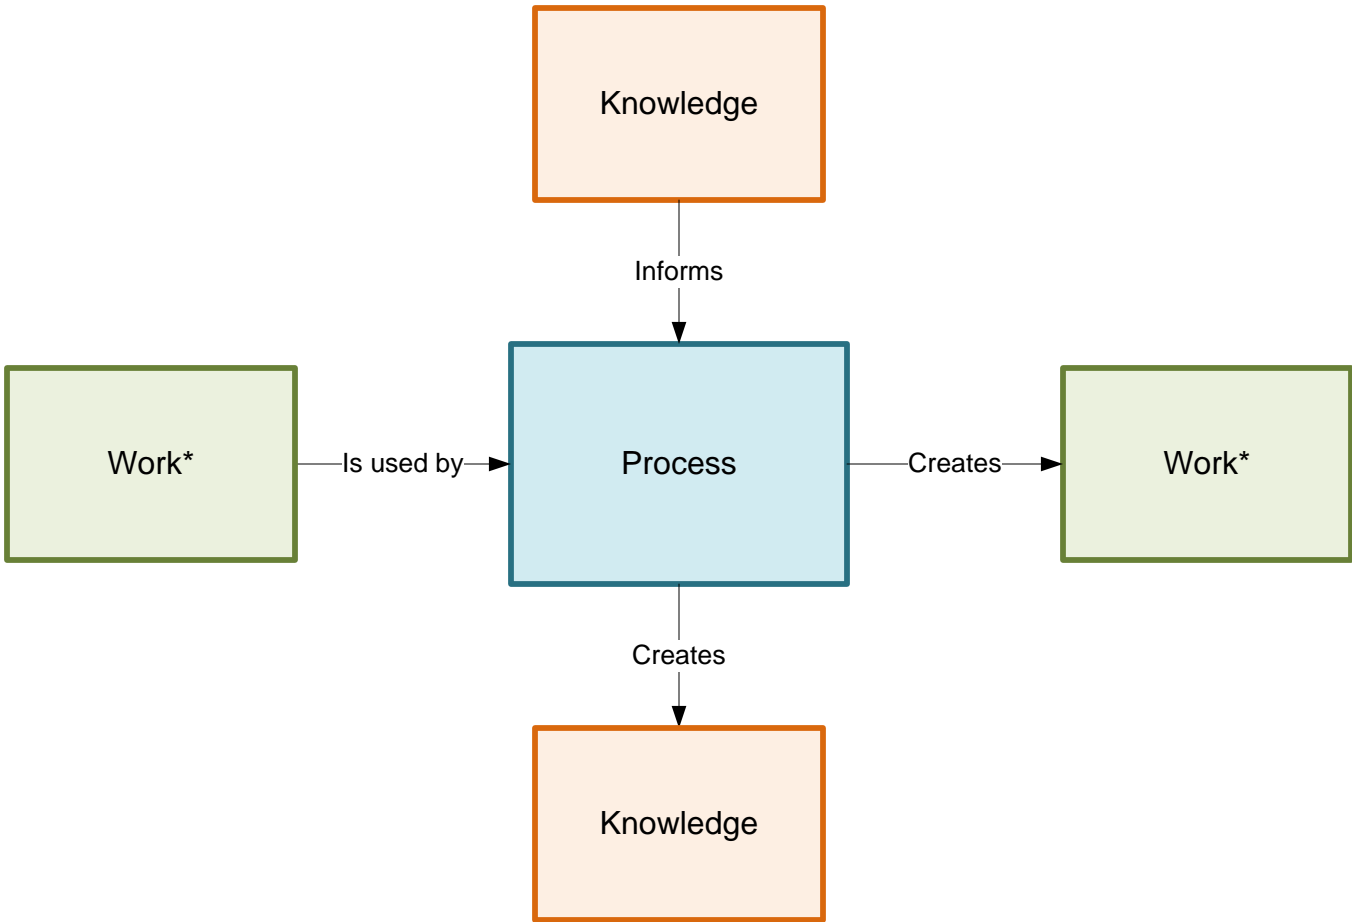 Knowledge
Informs
Work*
Is used by
Process
Creates
Work*
Creates
Knowledge